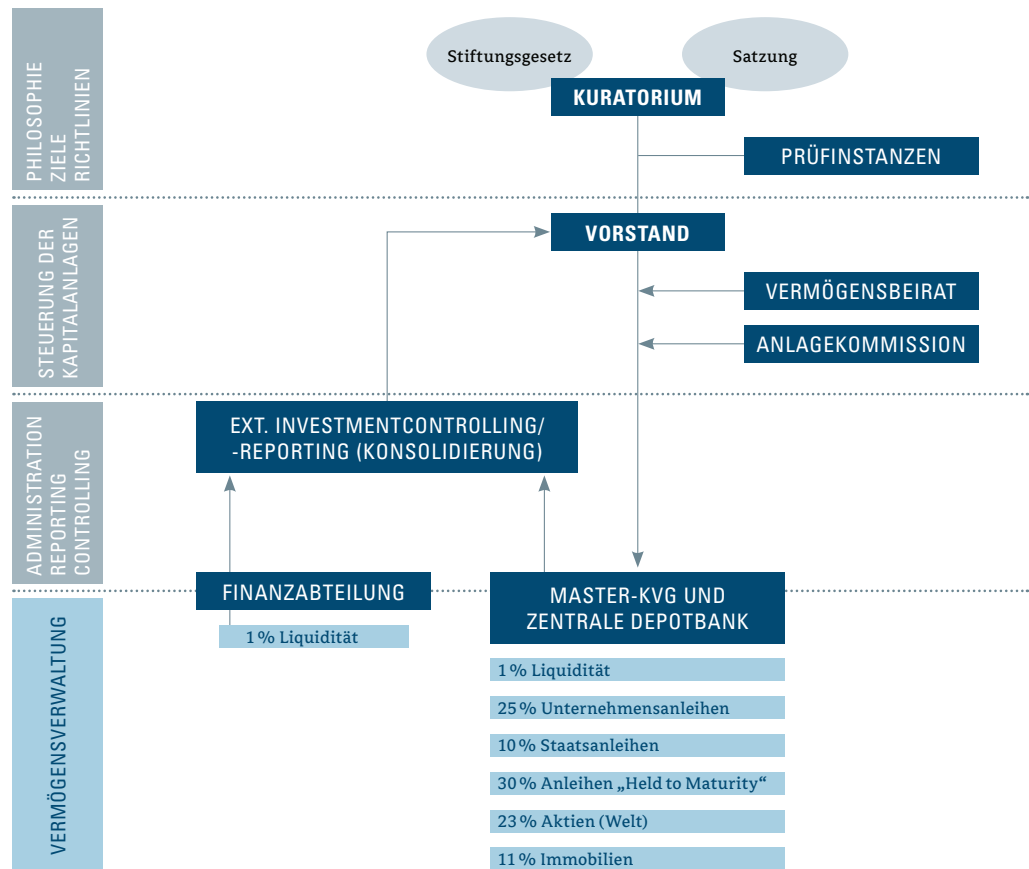 PHILOSOPHIE
ZIELE
RICHTLINIEN
Stiftungsgesetz
Satzung
KURATORIUM
PRÜFINSTANZEN
STEUERUNG DER
KAPITALANLAGEN
VORSTAND
VERMÖGENSBEIRAT
ANLAGEKOMMISSION
ADMINISTRATION
REPORTING
CONTROLLING
EXT. INVESTMENTCONTROLLING/
-REPORTING (KONSOLIDIERUNG)
FINANZABTEILUNG
MASTER-KVG UND
ZENTRALE DEPOTBANK
VERMÖGENSVERWALTUNG
1 % Liquidität
1 % Liquidität
25 % Unternehmensanleihen
10 % Staatsanleihen
30 % Anleihen „Held to Maturity“
23 % Aktien (Welt)
11 % Immobilien